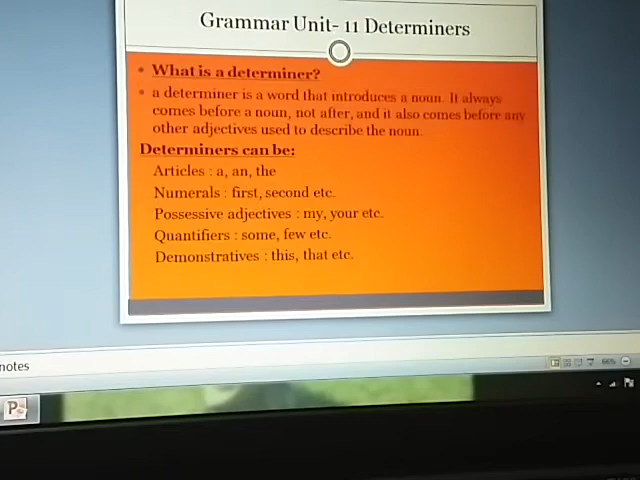 Grammar Unit- 11 Determiners
• What is a determiner?
• a determiner is a word that introduces a noun. It always
comes before a noun, not after, and it also comes before any
other adjectives used to describe the noun.
Determiners can be:
Articles : a, an, the
Numerals : first, second etc.
Possessive adjectives : my, your etc.
Quantifiers : some, few etc.
Demonstratives : this, that etc.
notes
66%
P